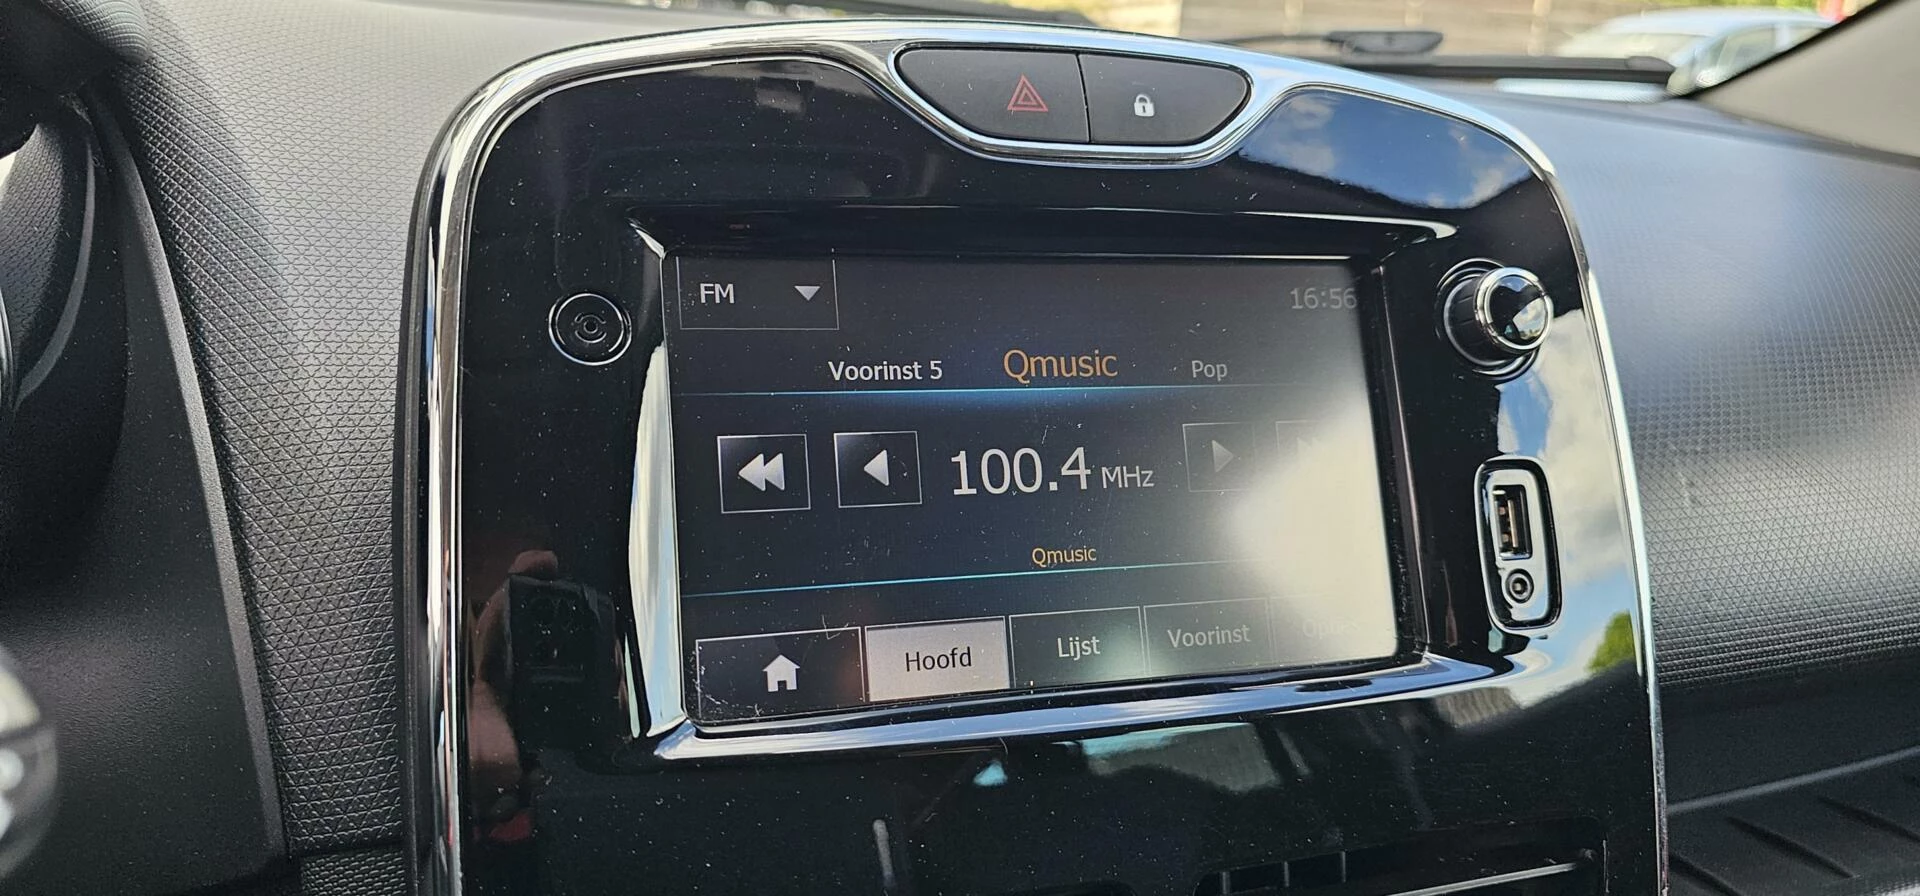 FM
16:56
Voorinst 5 Qmusic Pop
100.4 MHz
Qmusic
Hoofd Lijst Voorinst